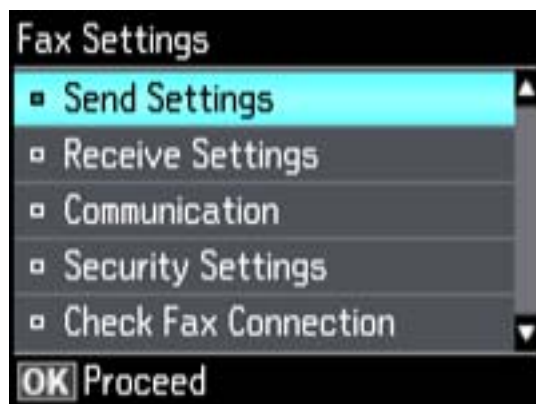 Fax Settings
Send Settings
Receive Settings
Communication
Security Settings
Check Fax Connection
OK Proceed